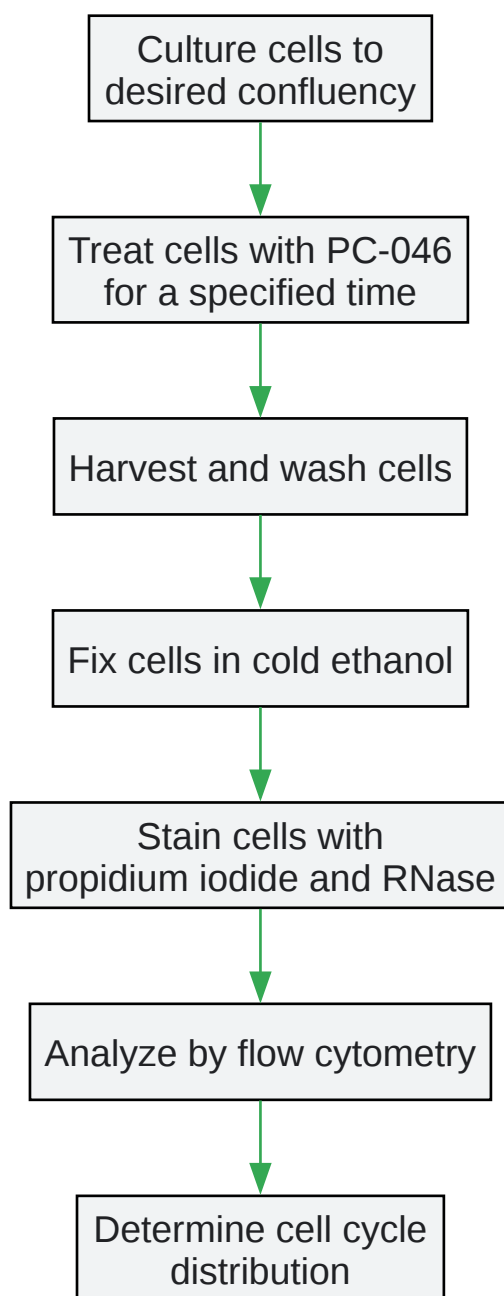 Culture cells to
desired confluency
Treat cells with PC-046
for a specified time
Harvest and wash cells
Fix cells in cold ethanol
Stain cells with
propidium iodide and RNase
Analyze by flow cytometry
Determine cell cycle
distribution